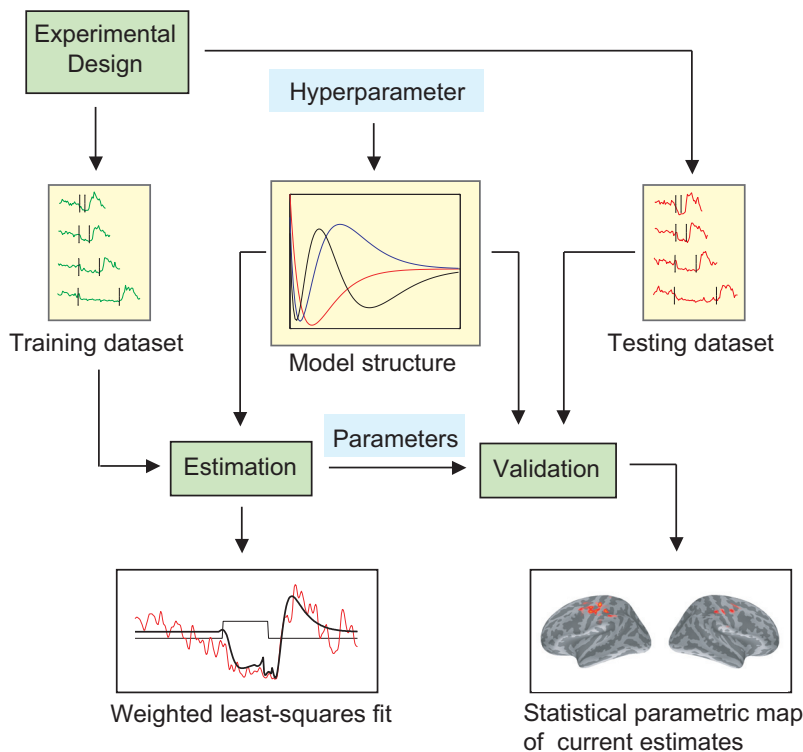 Experimental
Design
Hyperparameter
Training dataset
Model structure
Testing dataset
Parameters
Estimation
Validation
Weighted least-squares fit
Statistical parametric map
of current estimates